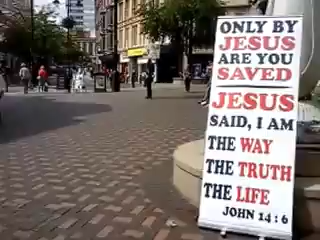 ONLY BY
JESUS
ARE YOU
SAVED
JESUS
SAID, I AM
THE WAY
THE TRUTH
THE LIFE
JOHN 14:6